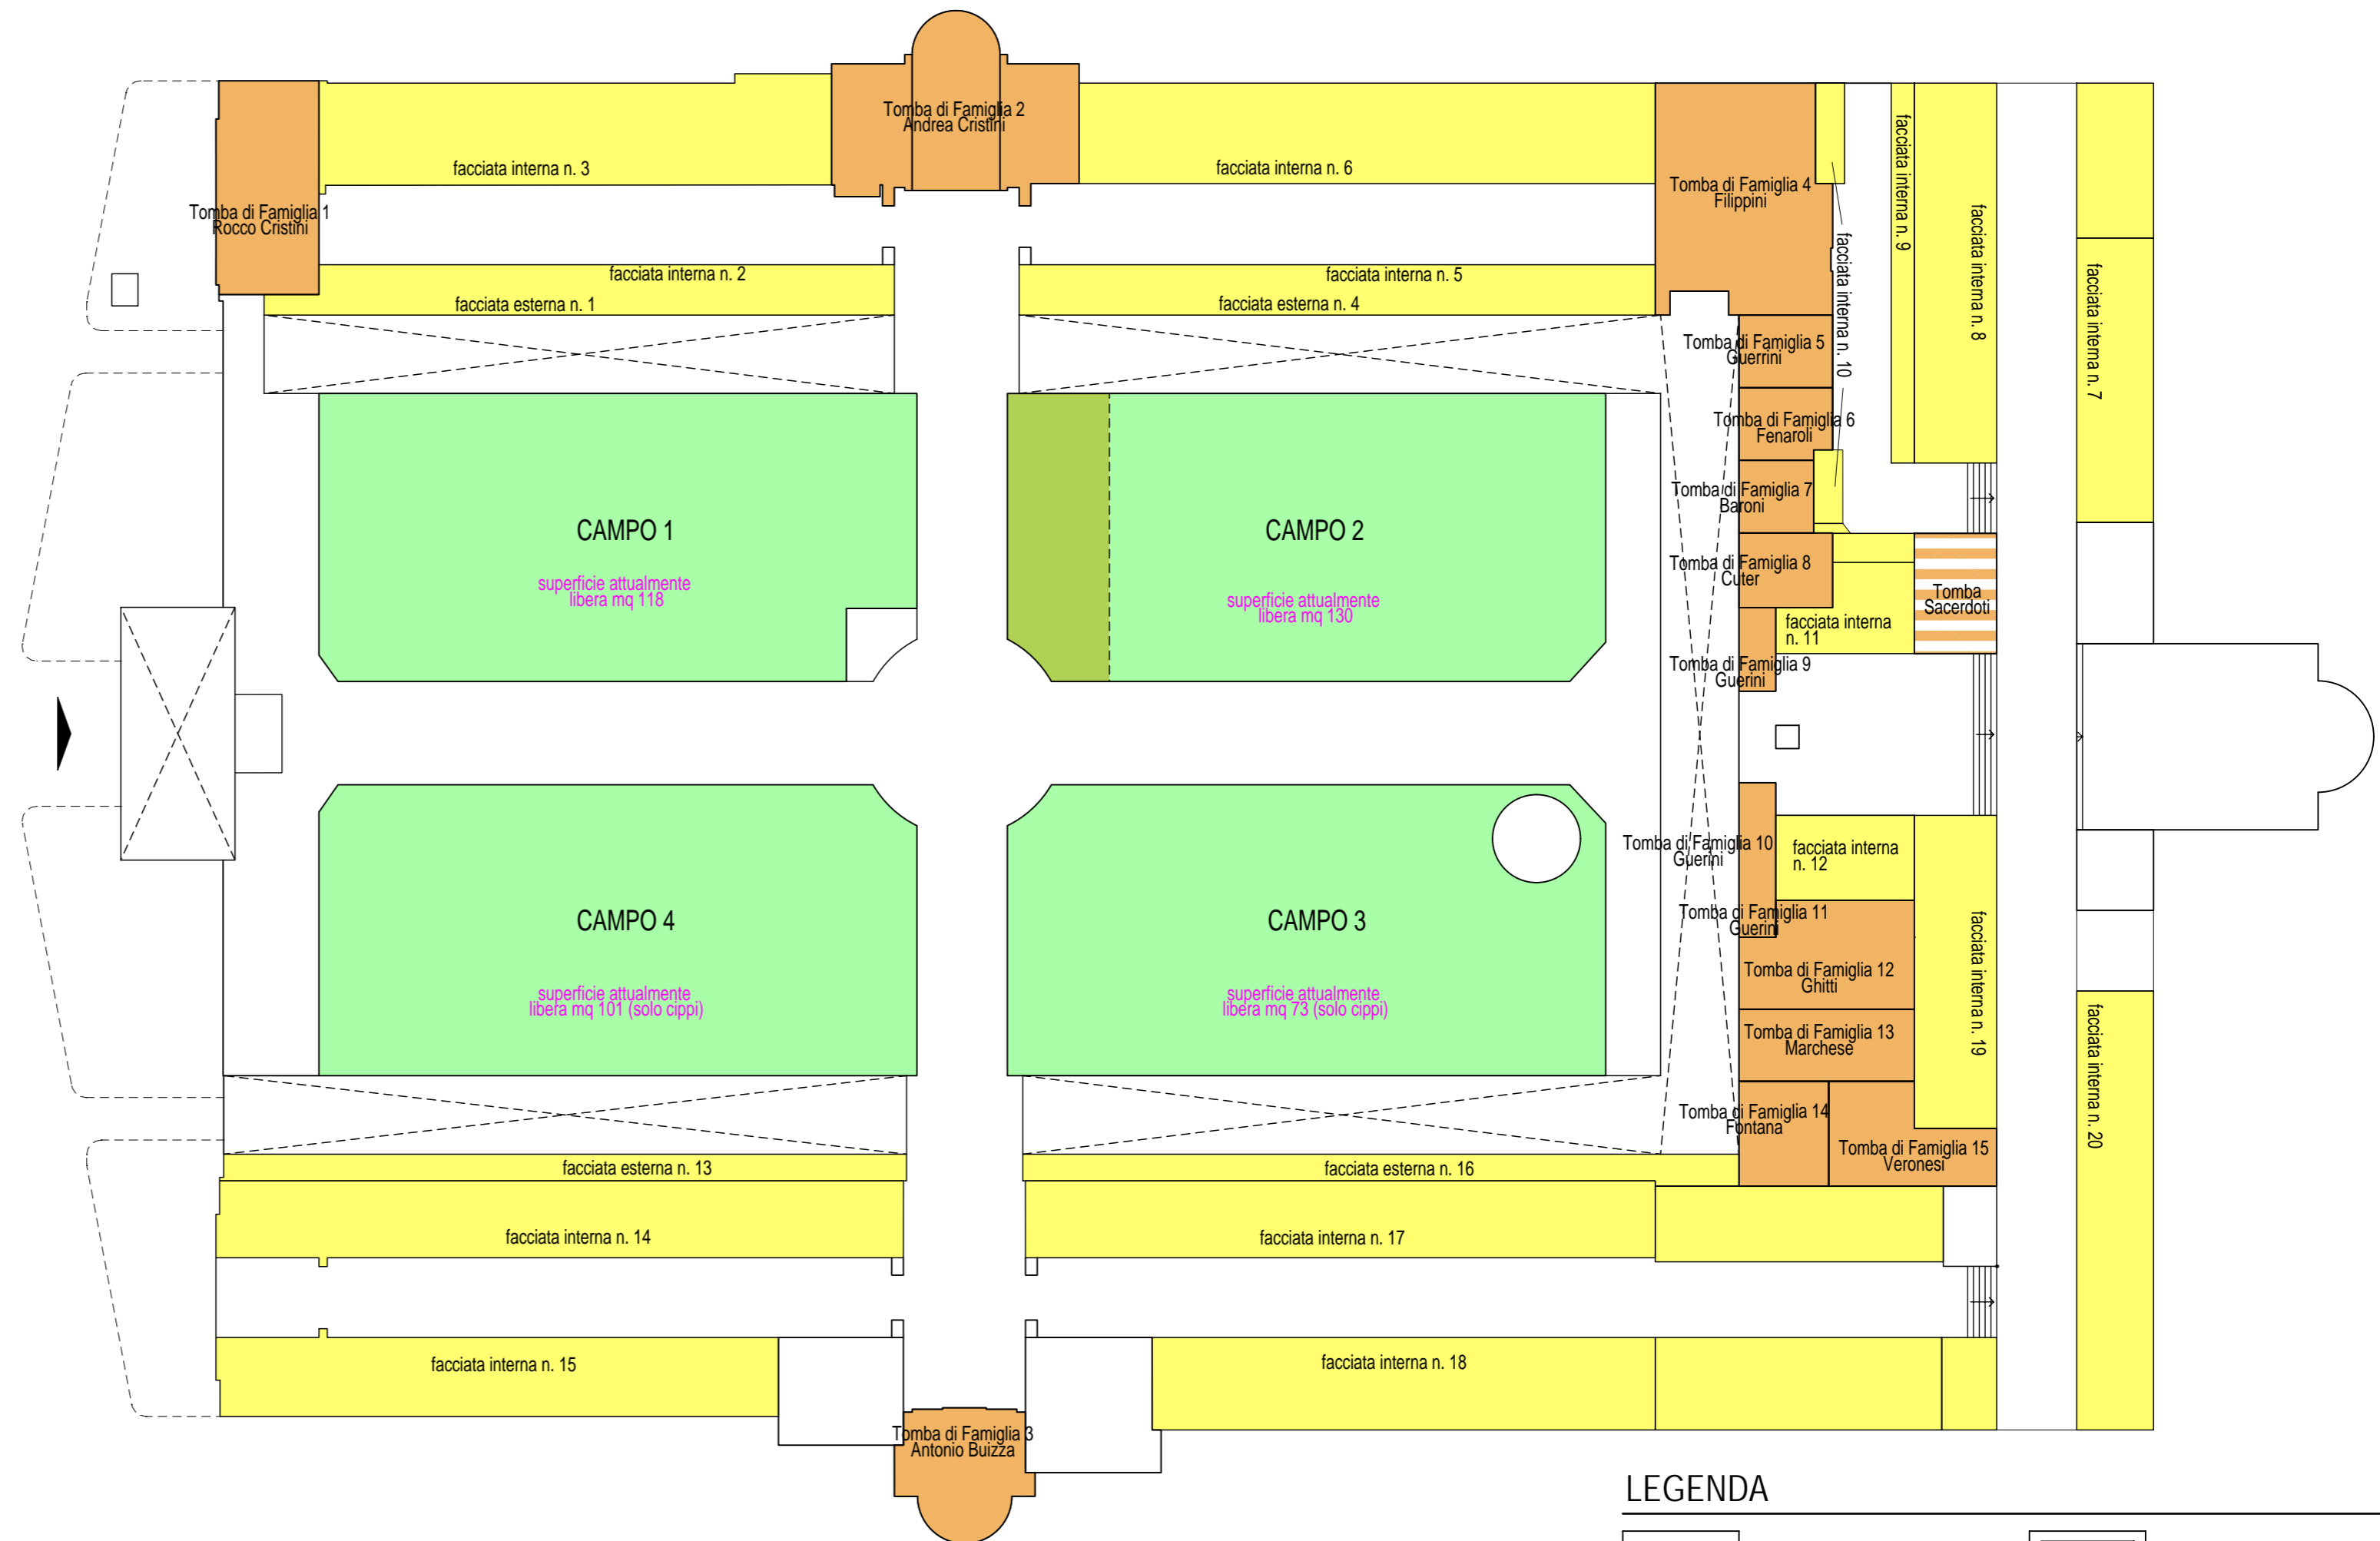 Tomba di Famiglia 2
Andrea Cristini
facciata interna n. 3
facciata interna n. 6
Tomba di Famiglia 1
Rocco Cristini
Tomba di Famiglia 4
Filippini
facciata interna n. 9
facciata interna n. 8
facciata interna n. 7
facciata interna n. 10
facciata interna n. 2
facciata esterna n. 1
facciata interna n. 5
facciata esterna n. 4
Tomba di Famiglia 5
Guerrini
Tomba di Famiglia 6
Fenaroli
Tomba di Famiglia 7
Baroni
Tomba di Famiglia 8
Cuter
Tomba
Sacerdoti
facciata interna
n. 11
Tomba di Famiglia 9
Guerini
CAMPO 1
superficie attualmente
libera mq 118
CAMPO 2
superficie attualmente
libera mq 130
Tomba di Famiglia 10
Guerini
facciata interna
n. 12
Tomba di Famiglia 11
Guerini
Tomba di Famiglia 12
Ghitti
Tomba di Famiglia 13
Marchese
Tomba di Famiglia 14
Fontana
Tomba di Famiglia 15
Veronesi
facciata interna n. 19
facciata interna n. 20
CAMPO 4
superficie attualmente
libera mq 101 (solo cippi)
CAMPO 3
superficie attualmente
libera mq 73 (solo cippi)
facciata esterna n. 13
facciata esterna n. 16
facciata interna n. 14
facciata interna n. 17
facciata interna n. 15
facciata interna n. 18
Tomba di Famiglia 3
Antonio Buizza
LEGENDA